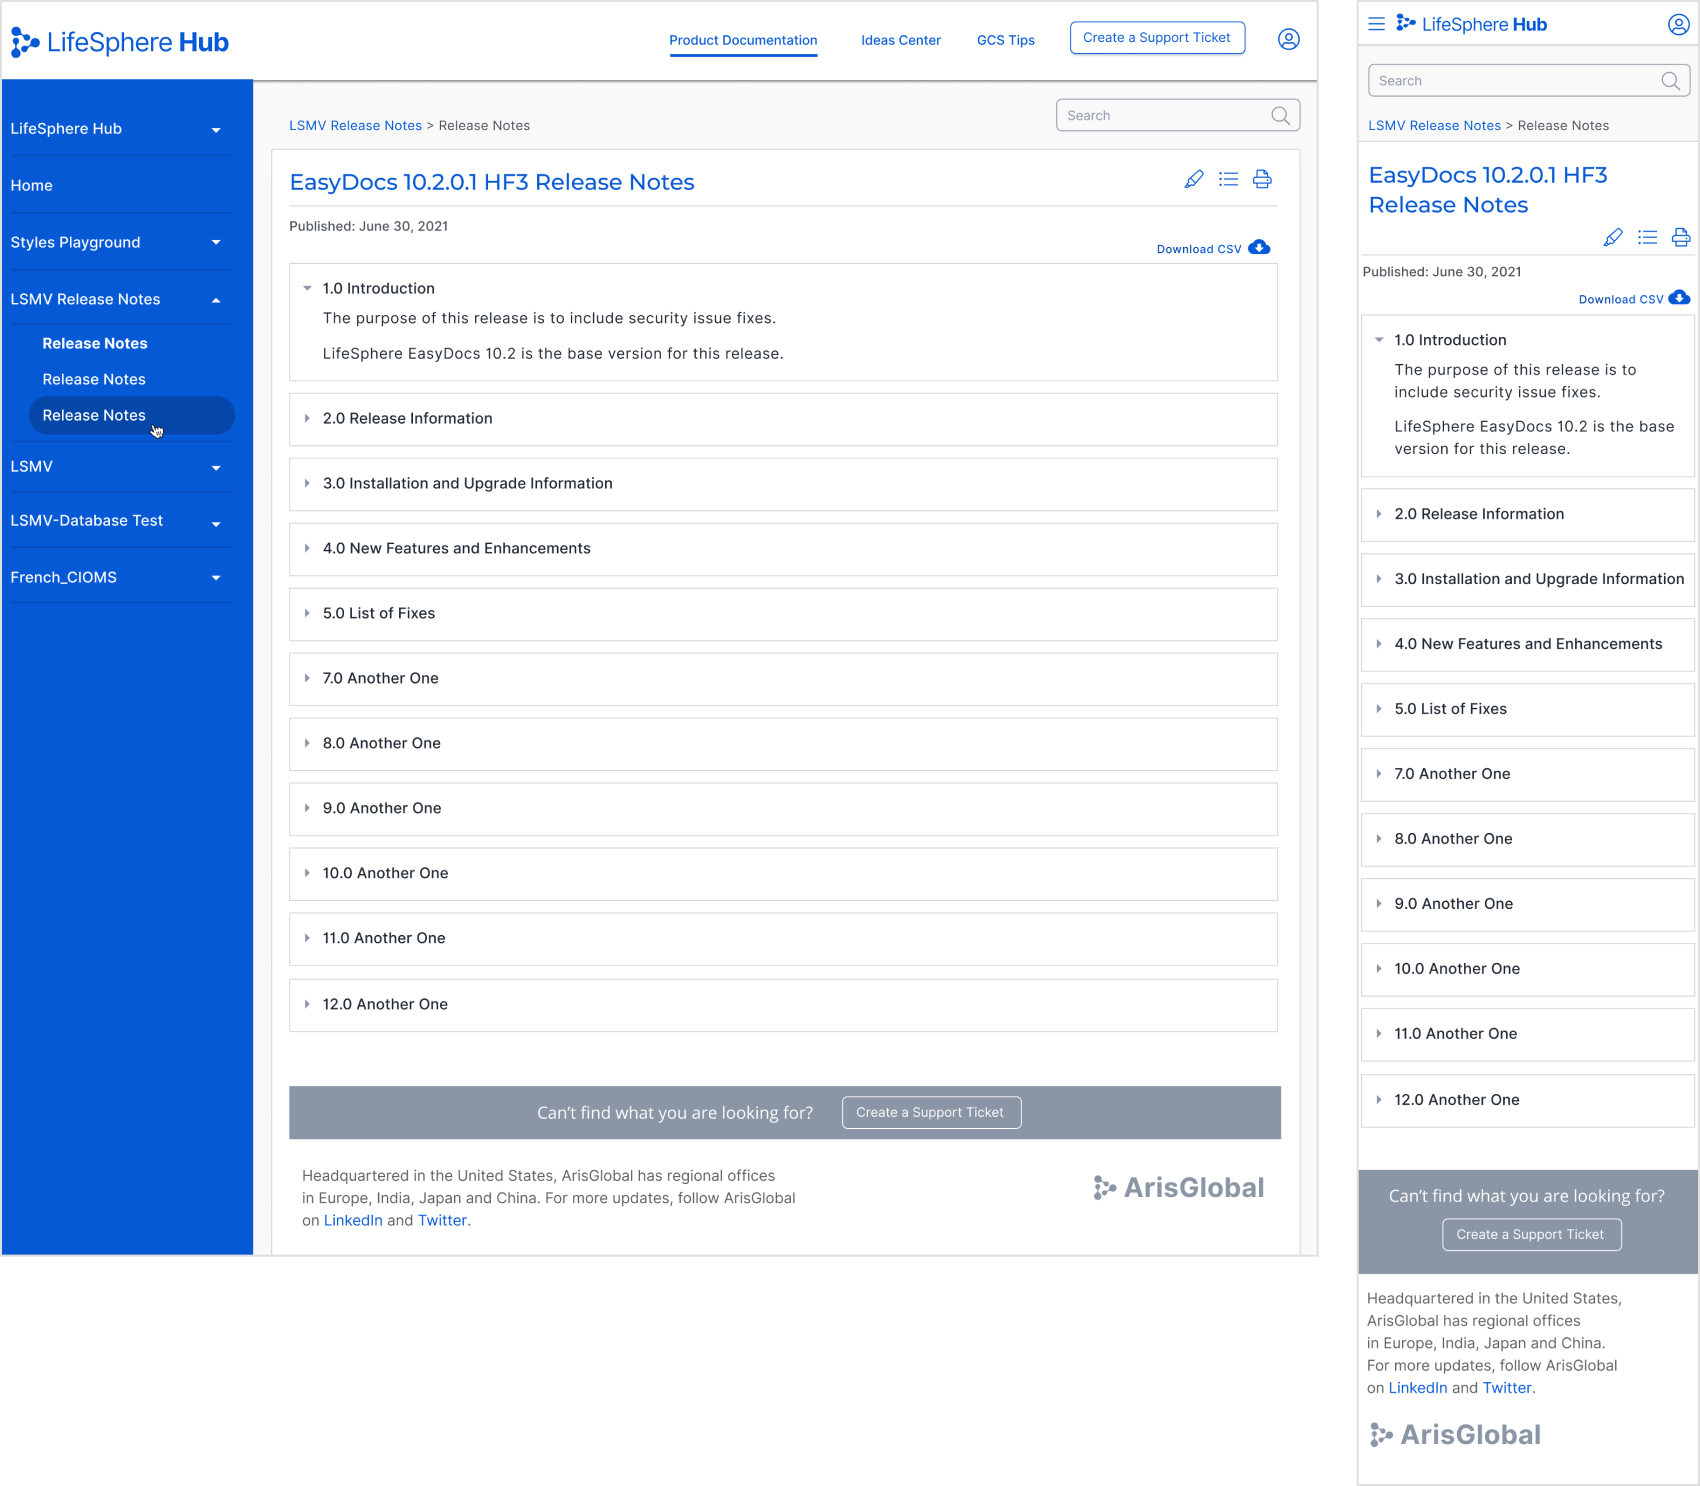 LifeSphere Hub
Product Documentation
Ideas Center
GCS Tips
Create a Support Ticket
LifeSphere Hub
Home
Styles Playground
LSMV Release Notes
Release Notes
Release Notes
Release Notes
LSMV
LSMV-Database Test
French_CIOMS
LSMV Release Notes > Release Notes
Search
EasyDocs 10.2.0.1 HF3 Release Notes
Published: June 30, 2021
Download CSV
1.0 Introduction
The purpose of this release is to include security issue fixes.
LifeSphere EasyDocs 10.2 is the base version for this release.
2.0 Release Information
3.0 Installation and Upgrade Information
4.0 New Features and Enhancements
5.0 List of Fixes
7.0 Another One
8.0 Another One
9.0 Another One
10.0 Another One
11.0 Another One
12.0 Another One
Can't find what you are looking for?
Create a Support Ticket
Headquartered in the United States, ArisGlobal has regional offices
in Europe, India, Japan and China. For more updates, follow ArisGlobal
on LinkedIn and Twitter.
ArisGlobal
LifeSphere Hub
Search
LSMV Release Notes > Release Notes
EasyDocs 10.2.0.1 HF3
Release Notes
Published: June 30, 2021
Download CSV
1.0 Introduction
The purpose of this release is to
include security issue fixes.
LifeSphere EasyDocs 10.2 is the base
version for this release.
2.0 Release Information
3.0 Installation and Upgrade Information
4.0 New Features and Enhancements
5.0 List of Fixes
7.0 Another One
8.0 Another One
9.0 Another One
10.0 Another One
11.0 Another One
12.0 Another One
Can't find what you are looking for?
Create a Support Ticket
Headquartered in the United States,
ArisGlobal has regional offices
in Europe, India, Japan and China.
For more updates, follow ArisGlobal
on LinkedIn and Twitter.
ArisGlobal